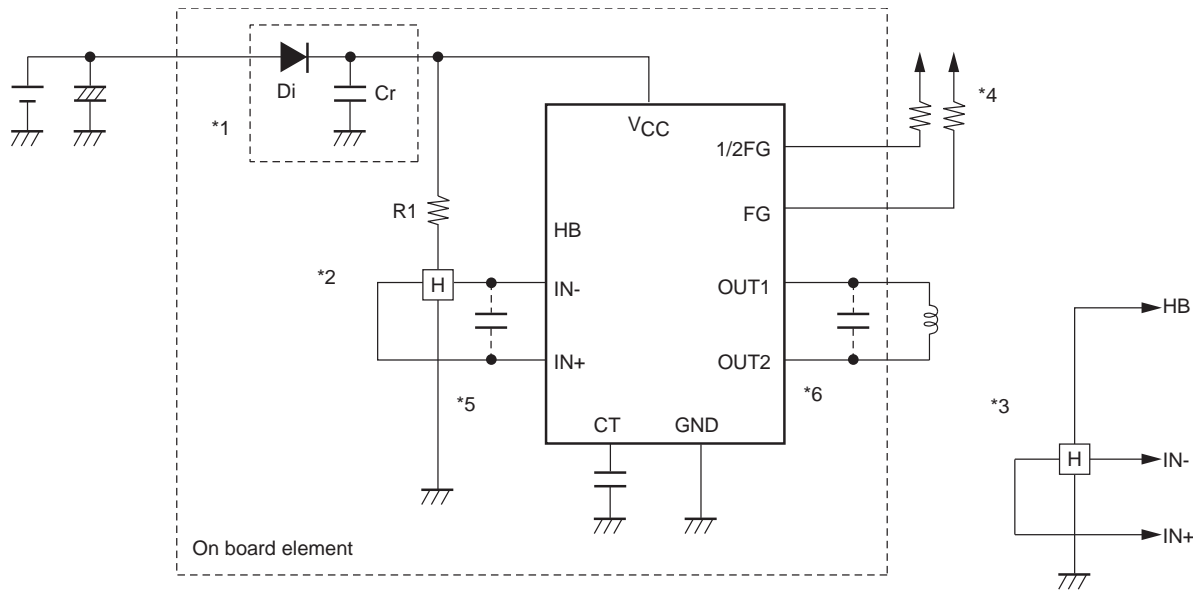 Di
Cr
*1
VCC
*4
1/2FG
R1
FG
HB
*2
H
IN-
OUT1
HB
IN+
OUT2
*5
*6
*3
CT
GND
H
IN-
IN+
On board element